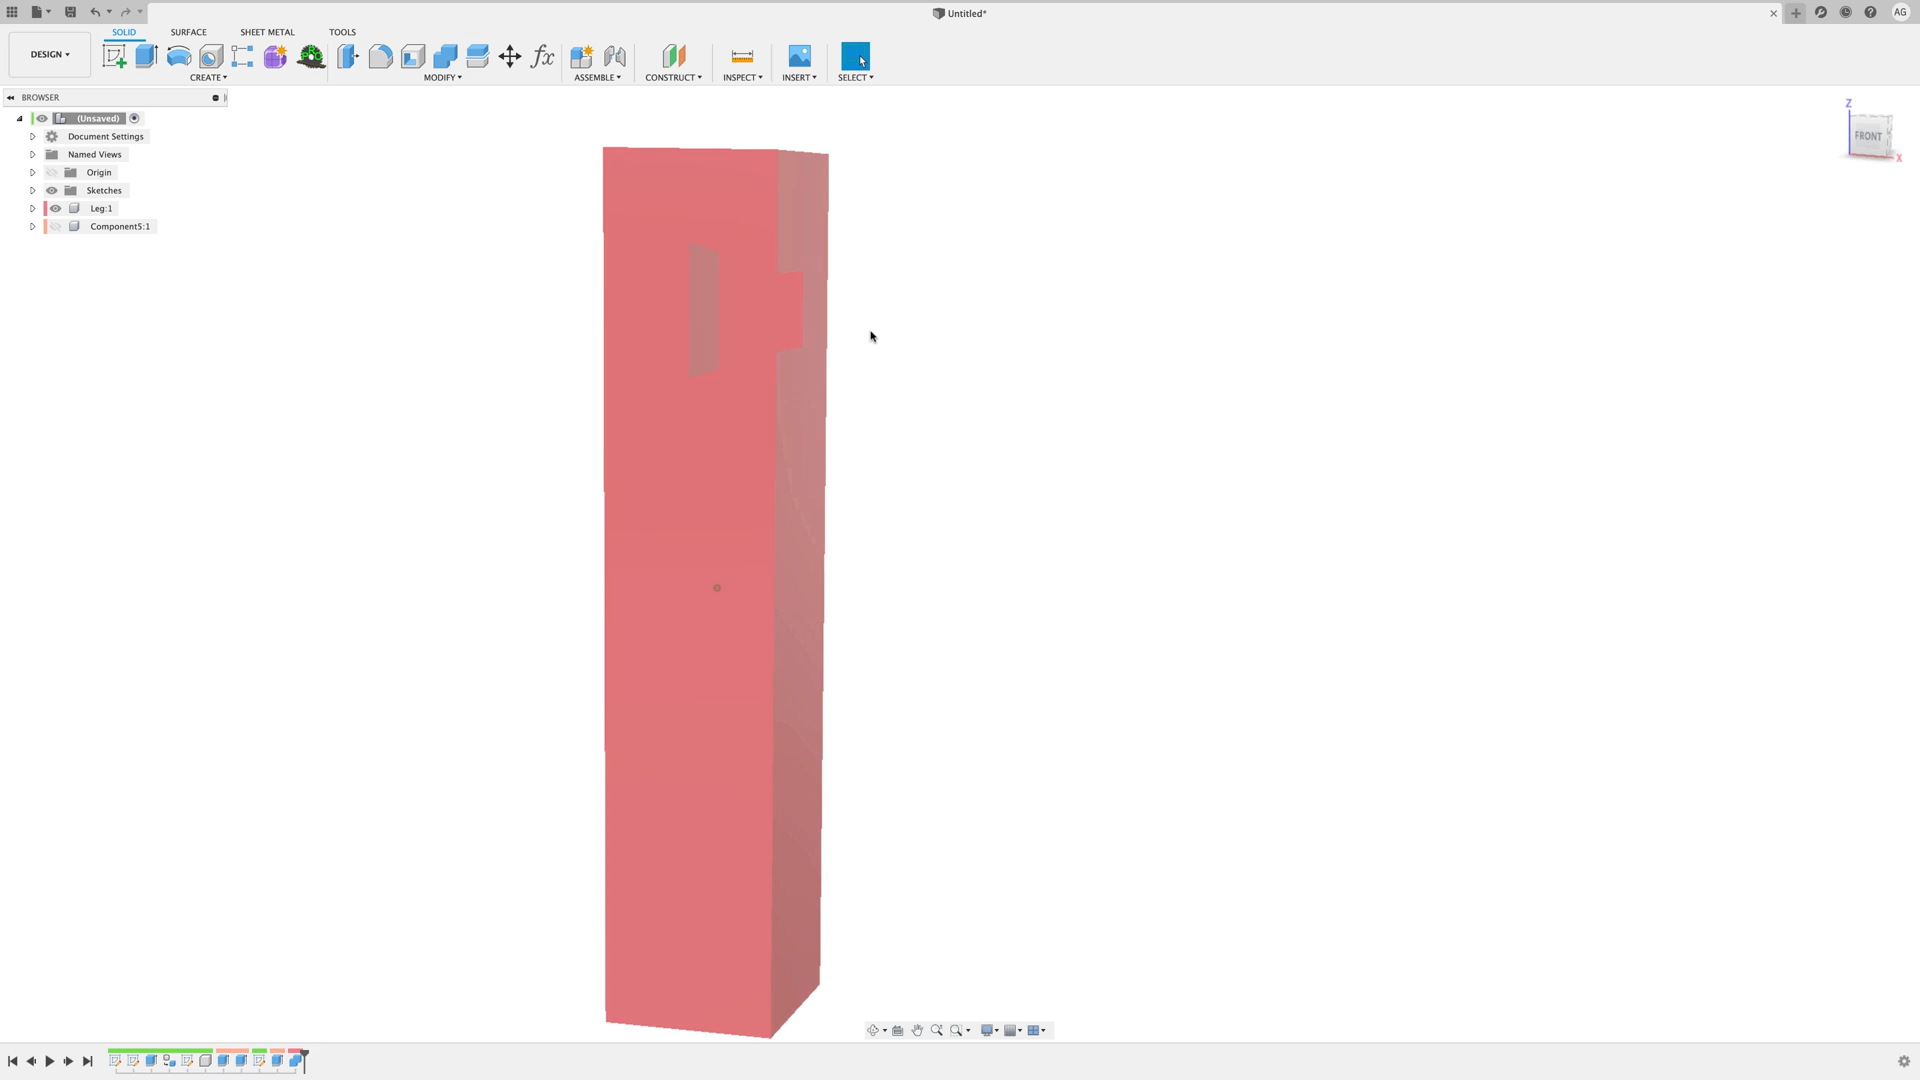 Untitled*
AG
DESIGN
SOLID
SURFACE
SHEET METAL
TOOLS
fx
CREATE
MODIFY
ASSEMBLE
CONSTRUCT
INSPECT
INSERT
SELECT
BROWSER
(Unsaved)
Document Settings
Named Views
Origin
Sketches
Leg:1
Component5:1
Z
FRONT
X